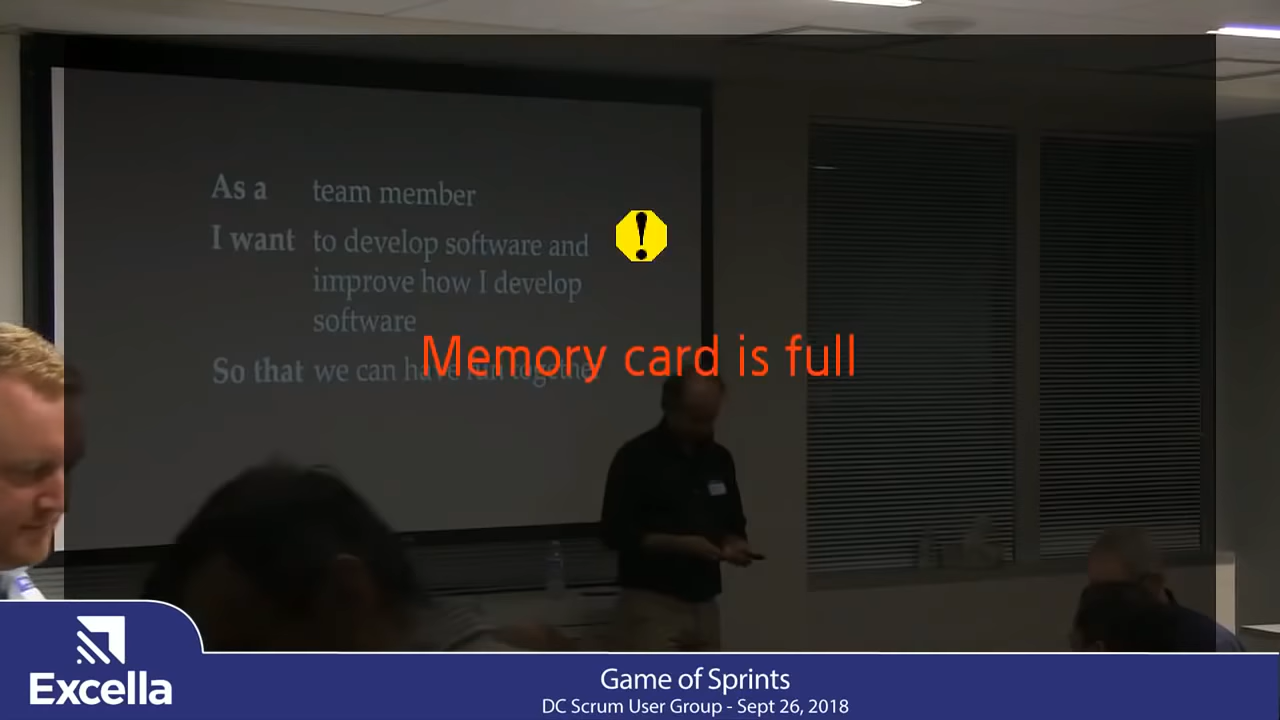 As a team member
I want to develop software and
improve how I develop
software
So that we can have fun together
Memory card is full
Excella
Game of Sprints
DC Scrum User Group - Sept 26, 2018